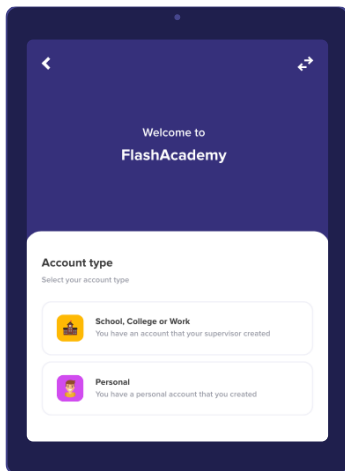 Welcome to
FlashAcademy
Account type
Select your account type
School, College or Work
You have an account that your supervisor created
Personal
You have a personal account that you created